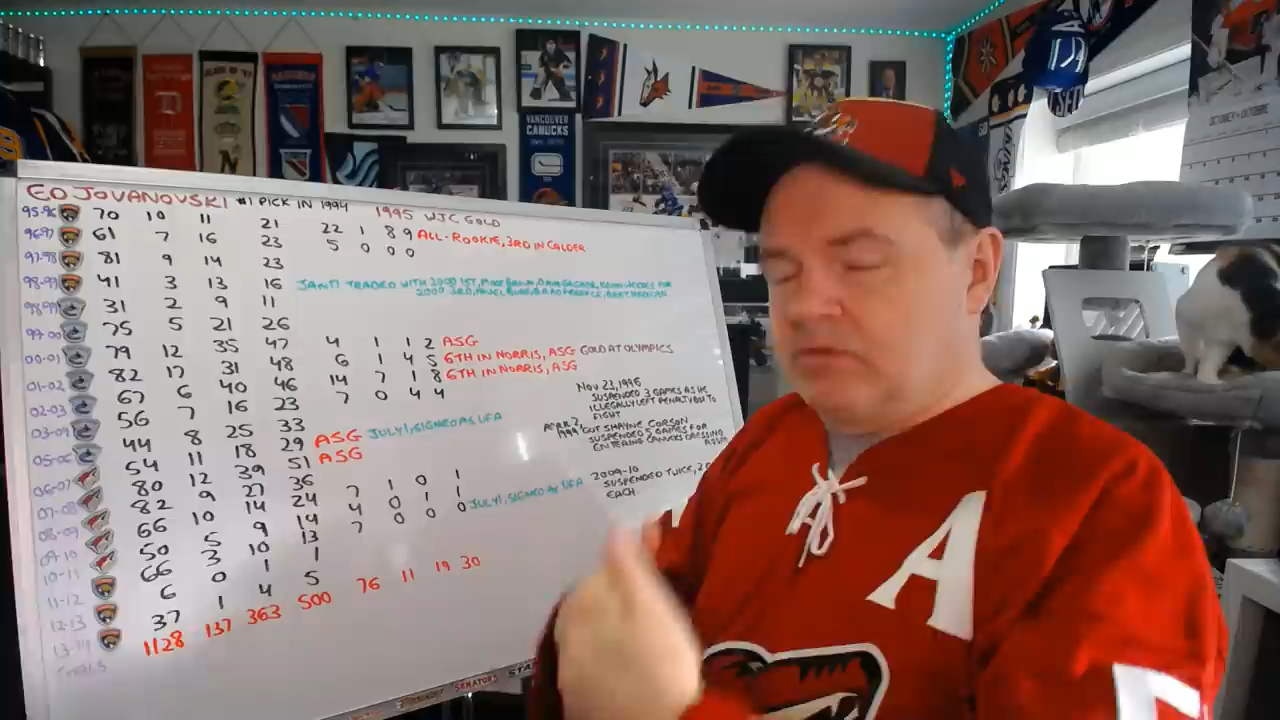 ED JOVANOVSKI #1 PICK IN 1994 1995 WJC GOLD
95-96 70 10 11 21 22 1 8 9 ALL-ROOKIE, 3RD IN CALDER
96-97 61 7 16 23 5 0 0 0
97-98 81 9 14 23
98-99 41 3 13 16 JAN 17 TRADED WITH 2000 1ST, MIKE BROWN, DAVE GAGNER, KEVIN WEEKES FOR
2000 3RD, PAVEL BURE, BRAD FERENCE, BRET HEDICAN
98-99 31 2 9 11
99-00 75 5 21 26
00-01 79 12 35 47 4 1 1 2 ASG
01-02 82 17 31 48 6 1 4 5 6TH IN NORRIS, ASG GOLD AT OLYMPICS
02-03 67 6 40 46 14 7 1 8 6TH IN NORRIS, ASG
03-04 56 7 16 23 7 0 4 4
05-06 44 8 25 33
06-07 54 11 18 29 ASG JULY 1, SIGNED AS UFA
07-08 80 12 39 51 ASG
08-09 82 9 27 36
09-10 66 10 14 24 7 1 0 1
10-11 50 5 9 14 4 0 1 1
11-12 66 3 10 13 7 0 0 0 JULY 1, SIGNED AS UFA
12-13 6 0 1 1
13-14 37 1 4 5
TOTALS 1128 137 363 500 76 11 19 30
NOV 23, 1996
SUSPENDED 3 GAMES AS HE
ILLEGALLY LEFT PENALTY BOX TO
FIGHT
APRIL 2,
1999 GOT SHAYNE CORSON
SUSPENDED 5 GAMES FOR
ENTERING CANUCKS DRESSING
ROOM
2009-10
SUSPENDED TWICE, 2
EACH
VANCOUVER
CANUCKS
RANGERS
OCTOBER • OCTOBRE
SENATORS
A